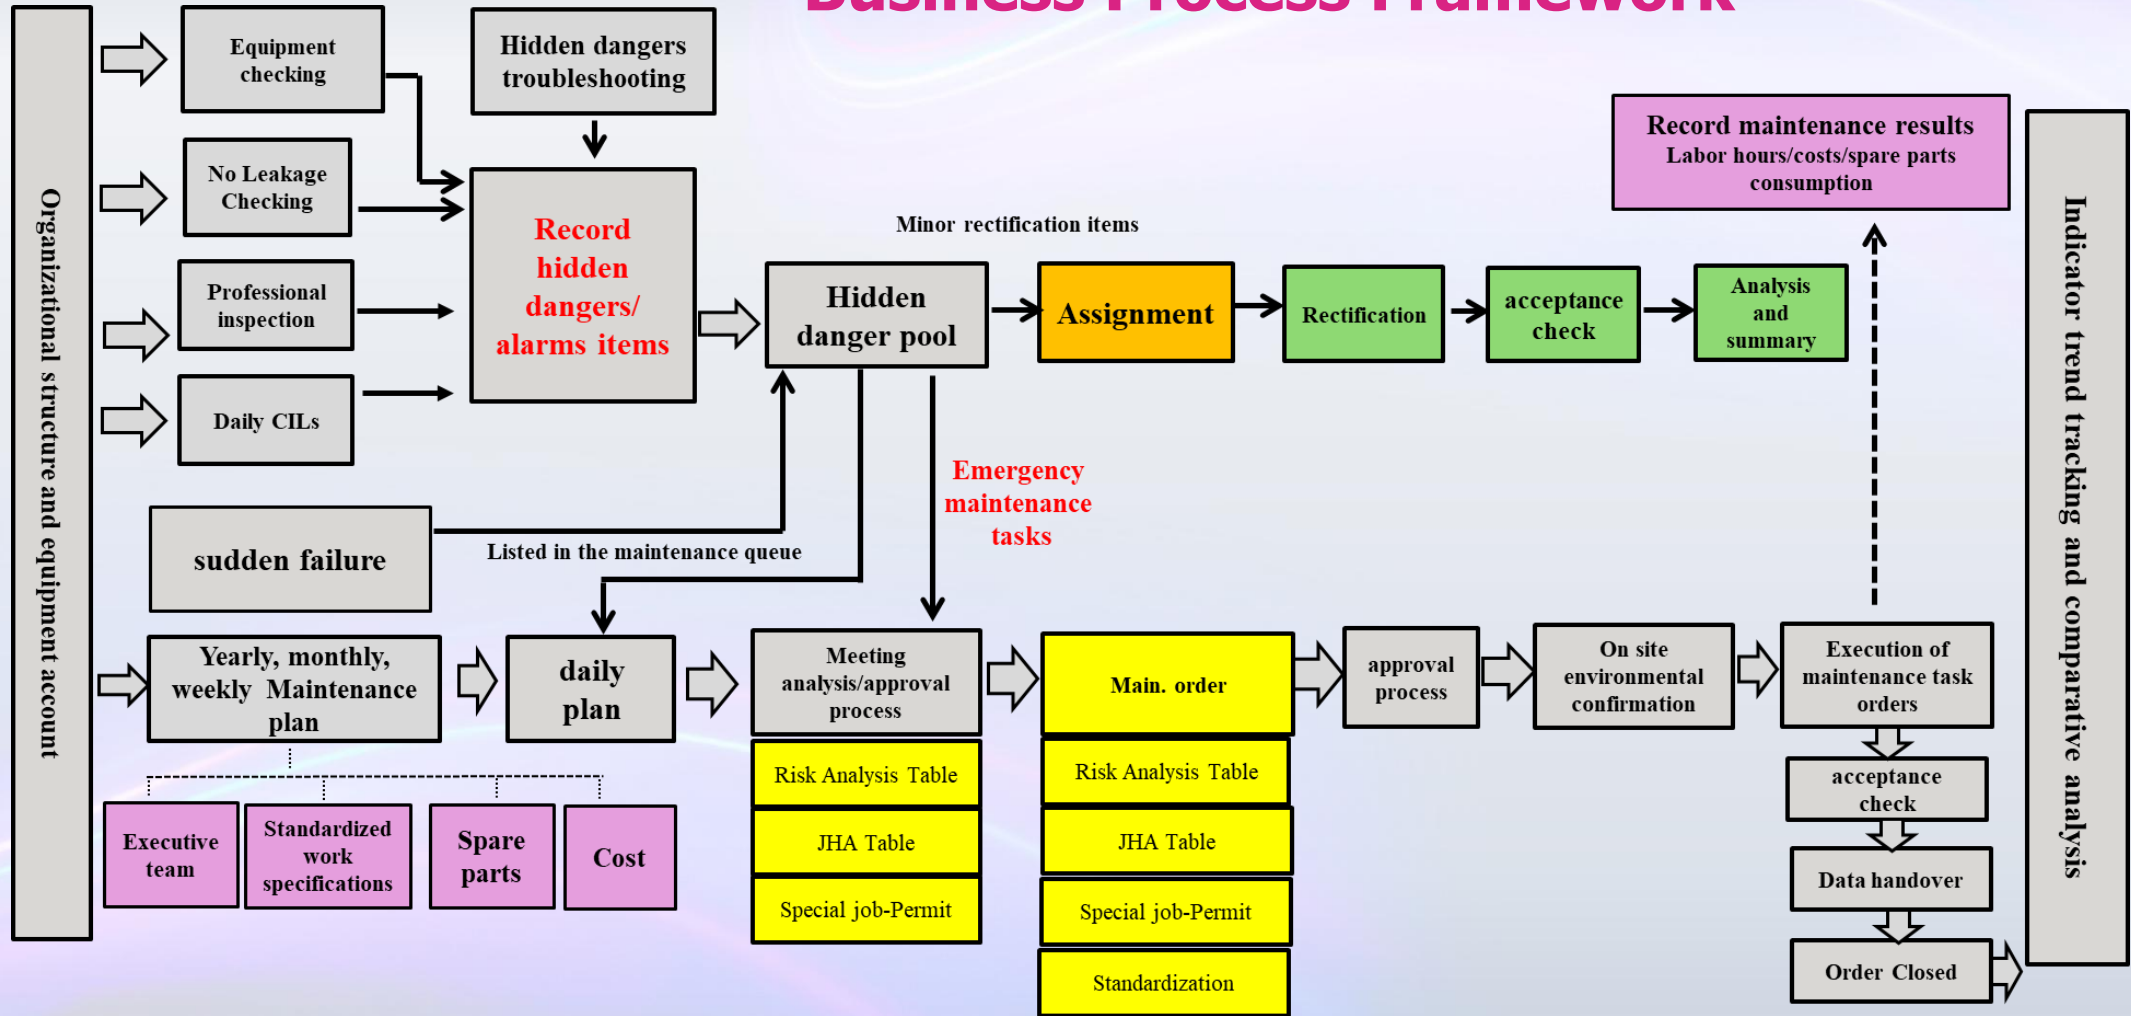 Business Process Framework
Organizational structure and equipment account
Equipment
checking
Hidden dangers
troubleshooting
No Leakage
Checking
Professional
inspection
Daily CILs
Record
hidden
dangers/
alarms items
Hidden
danger pool
Minor rectification items
Assignment
Rectification
acceptance
check
Analysis
and
summary
Record maintenance results
Labor hours/costs/spare parts
consumption
Indicator trend tracking and comparative analysis
sudden failure
Listed in the maintenance queue
Emergency
maintenance
tasks
Yearly, monthly,
weekly Maintenance
plan
daily
plan
Meeting
analysis/approval
process
Main. order
approval
process
On site
environmental
confirmation
Execution of
maintenance task
orders
Executive
team
Standardized
work
specifications
Spare
parts
Cost
Risk Analysis Table
JHA Table
Special job-Permit
Risk Analysis Table
JHA Table
Special job-Permit
Standardization
acceptance
check
Data handover
Order Closed